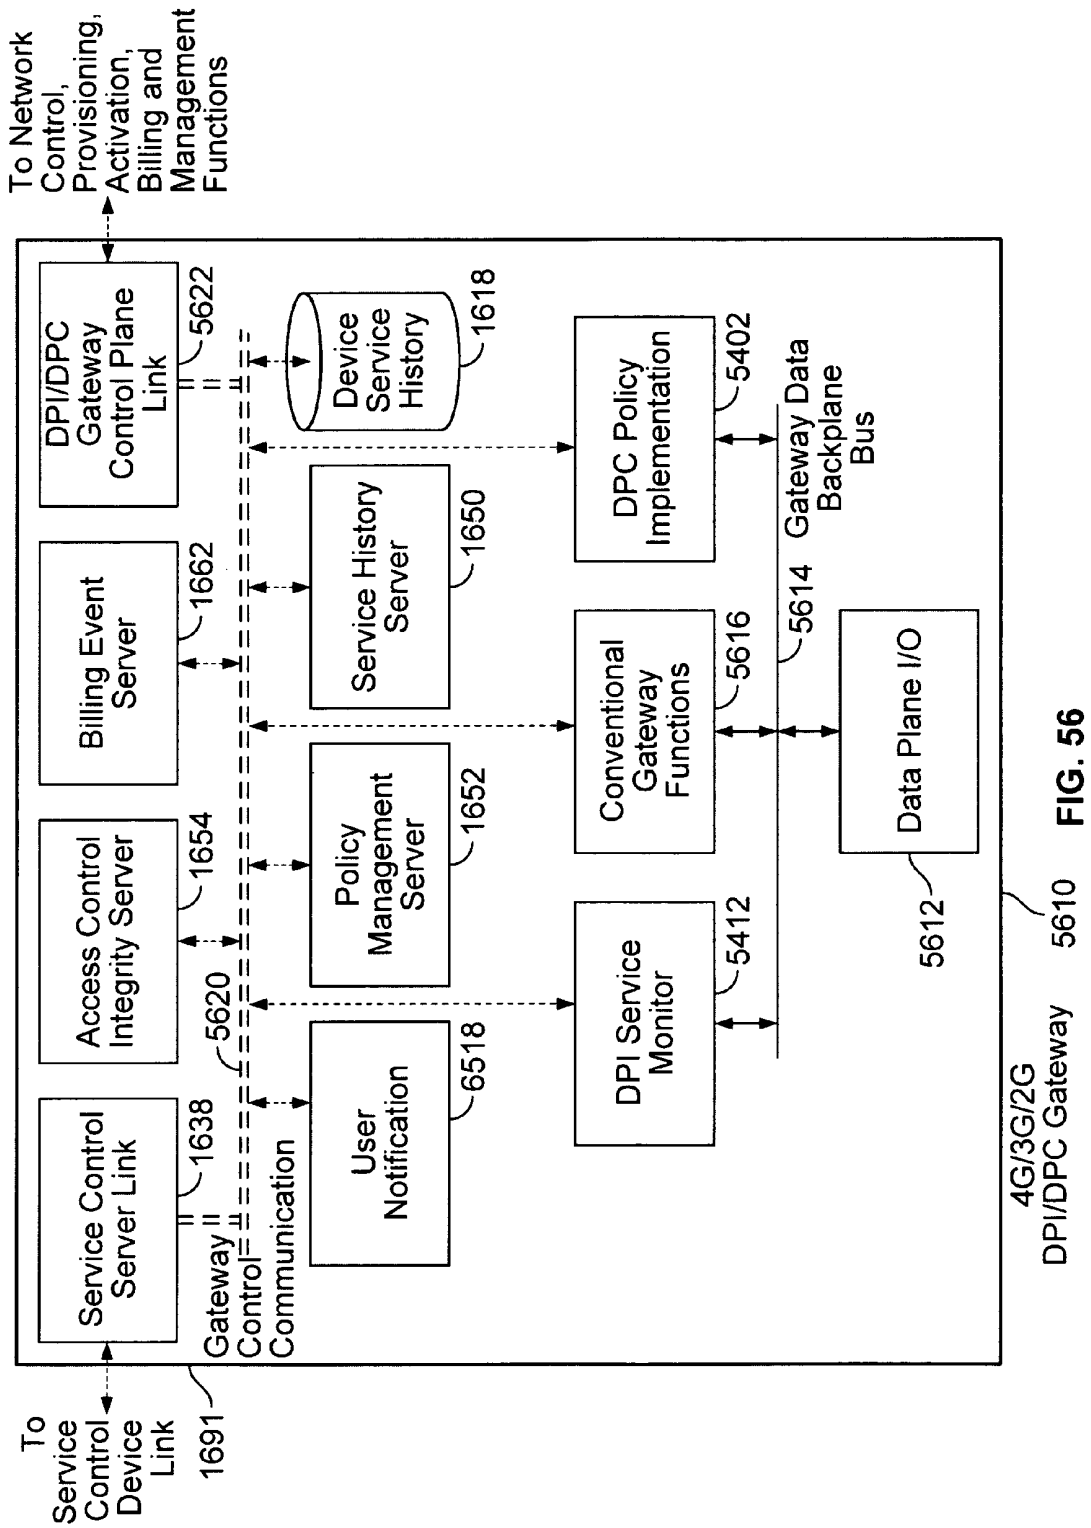 To
Service
Control
Device
Link
1691
Service Control
Server Link
1638
Access Control
Integrity Server
1654
Billing Event
Server
1662
DPI/DPC
Gateway
Control Plane
Link
5622
To Network
Control,
Provisioning,
Activation,
Billing and
Management
Functions
Gateway
Control
Communication
5620
User
Notification
6518
Policy
Management
Server
1652
Service History
Server
1650
Device
Service
History
1618
DPI Service
Monitor
5412
Conventional
Gateway
Functions
5616
DPC Policy
Implementation
5402
5614
Gateway Data
Backplane
Bus
Data Plane I/O
5612
4G/3G/2G
DPI/DPC Gateway
5610
FIG. 56